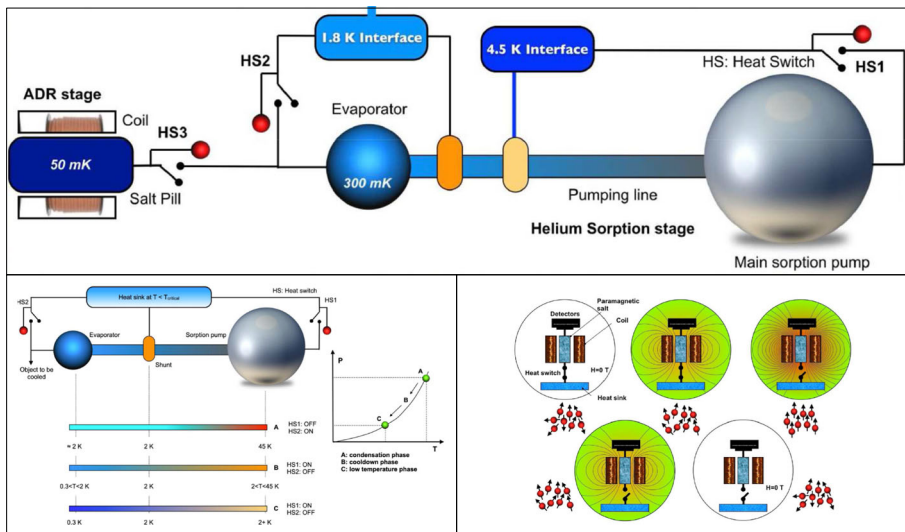 1.8 K Interface
4.5 K Interface
HS2
HS: Heat Switch
HS1
ADR stage
Coil
HS3
Evaporator
50 mK
300 mK
Salt Pill
Pumping line
Helium Sorption stage
Main sorption pump
Heat sink at T < Tcritical
HS: Heat switch
HS2
HS1
Evaporator
Sorption pump
Object to be
cooled
Shunt
P
A
B
C
T
A: condensation phase
B: cooldown phase
C: low temperature phase
A
HS1: OFF
HS2: ON
≈ 2 K
2 K
45 K
B
HS1: ON
HS2: OFF
0.3<T<2 K
2 K
2<T<45 K
C
HS1: ON
HS2: OFF
0.3 K
2 K
2+ K
Detectors
Paramagnetic
salt
Coil
Heat switch
H=0 T
Heat sink
H=0 T